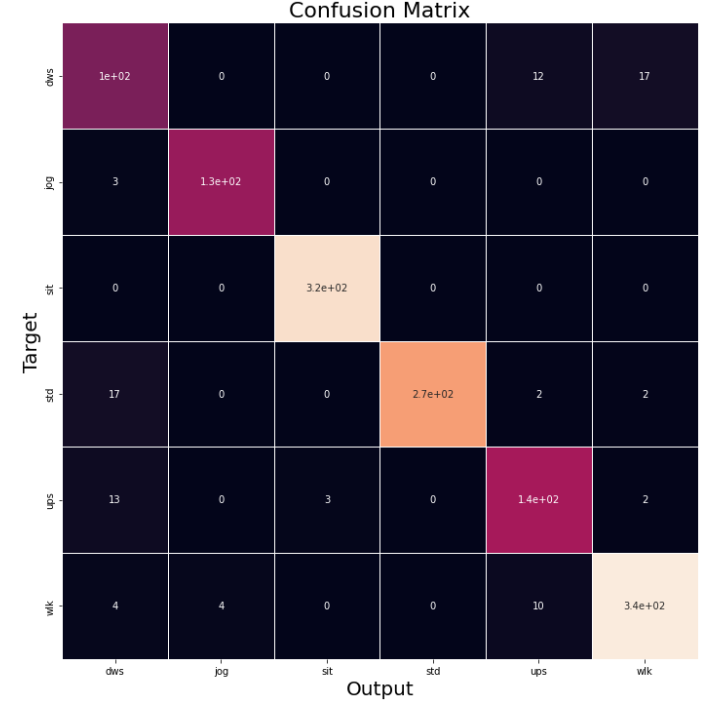 Confusion Matrix
dws 1e+02 0 0 0 12 17
jog 3 1.3e+02 0 0 0 0
sit 0 0 3.2e+02 0 0 0
std 17 0 0 2.7e+02 2 2
ups 13 0 3 0 1.4e+02 2
wlk 4 4 0 0 10 3.4e+02
Target
dws jog sit std ups wlk
Output